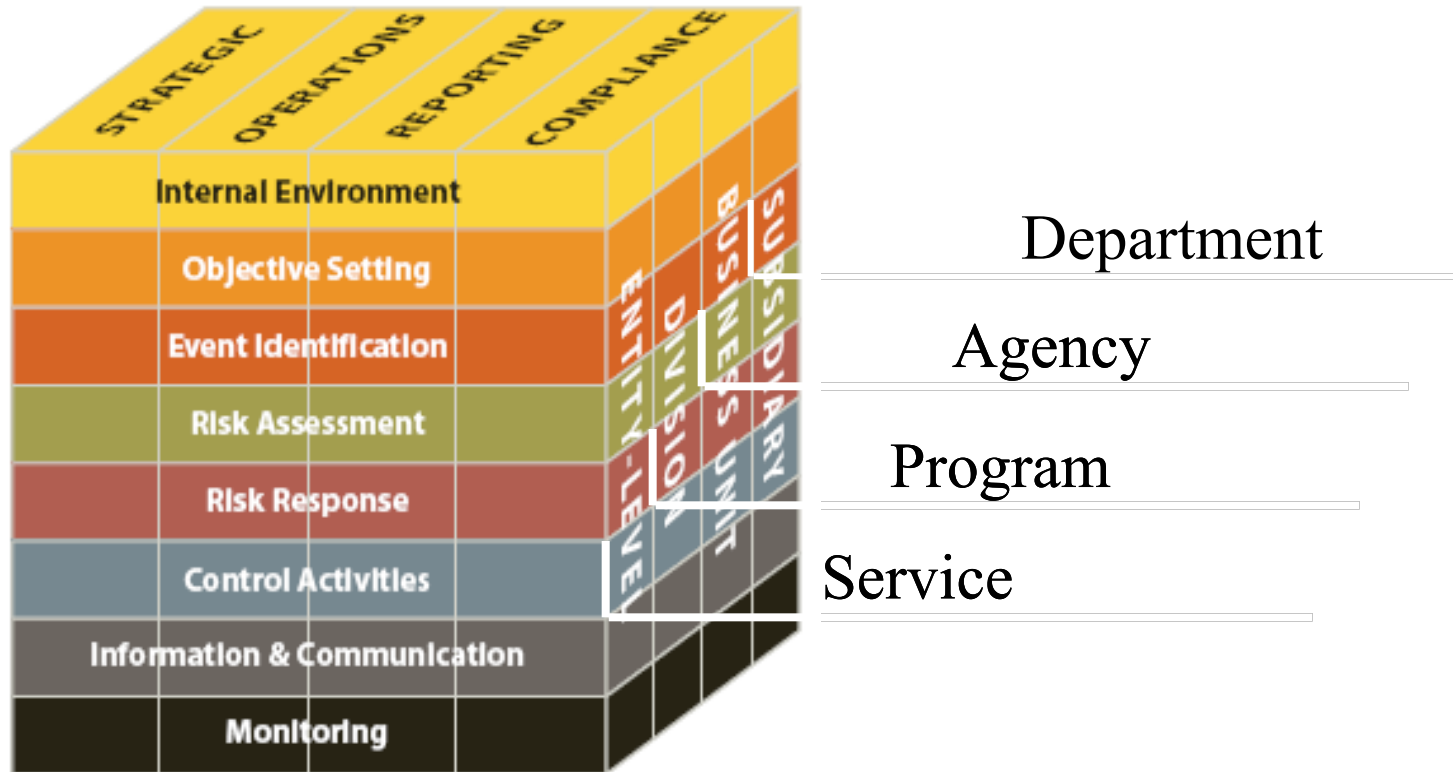 STRATEGIC
OPERATIONS
REPORTING
COMPLIANCE
Internal Environment
Objective Setting
Event Identification
Risk Assessment
Risk Response
Control Activities
Information & Communication
Monitoring
ENTITY-LEVEL
DIVISION
BUSINESS UNIT
SUBSIDIARY
Department
Agency
Program
Service